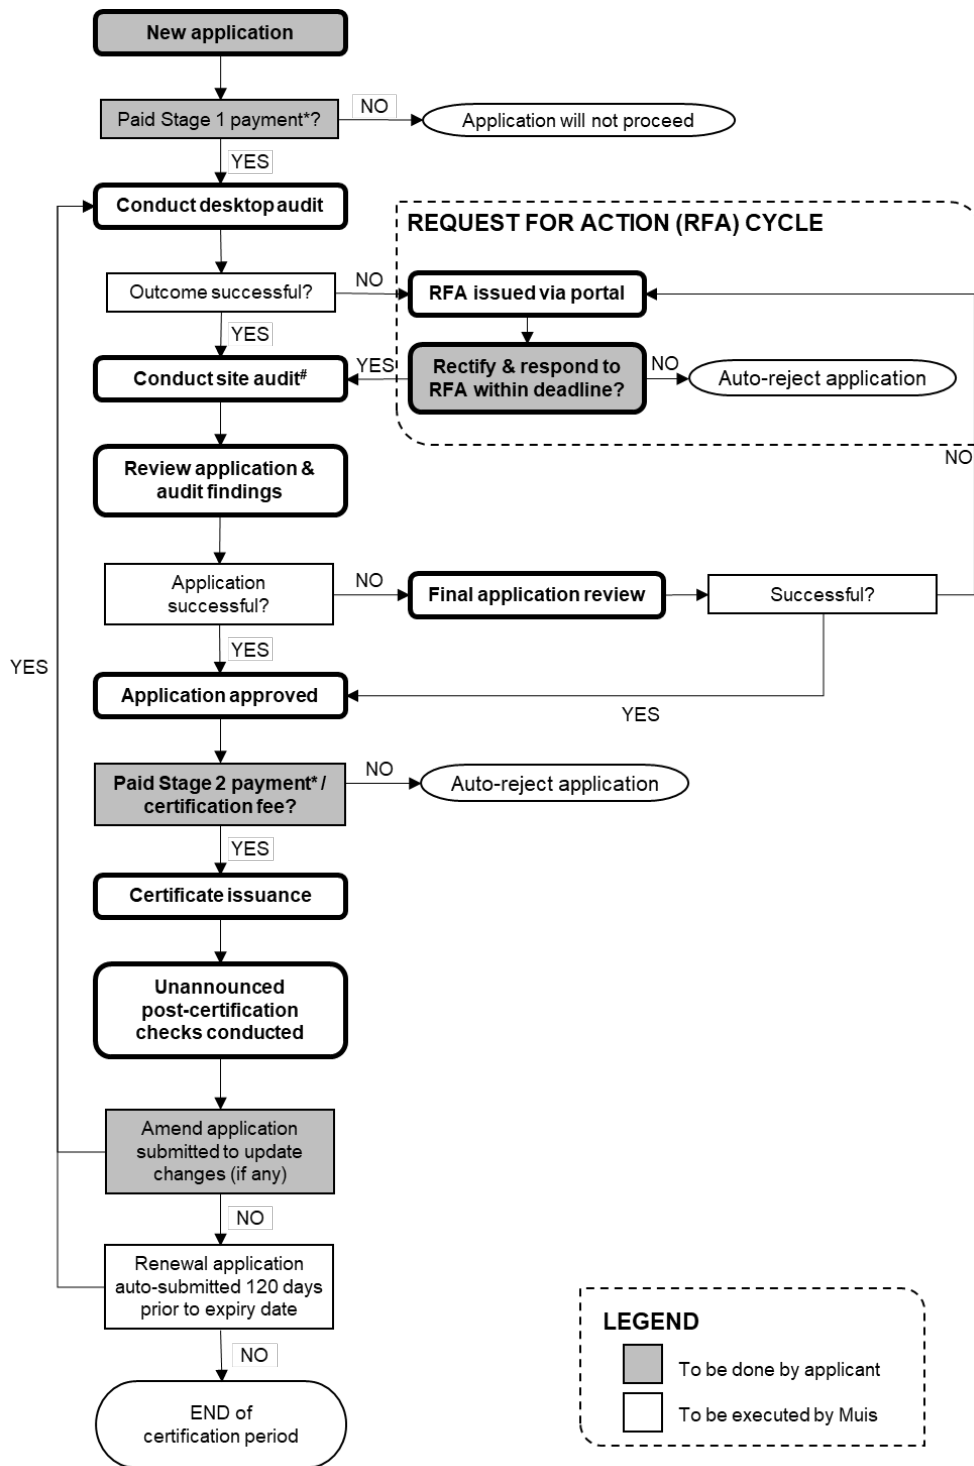 New application
Paid Stage 1 payment*?
NO
Application will not proceed
YES
Conduct desktop audit
REQUEST FOR ACTION (RFA) CYCLE
Outcome successful?
NO
RFA issued via portal
YES
Conduct site audit#
YES
Rectify & respond to
RFA within deadline?
NO
Auto-reject application
NO
Review application &
audit findings
Application
successful?
NO
Final application review
Successful?
YES
YES
Application approved
YES
Paid Stage 2 payment* /
certification fee?
NO
Auto-reject application
YES
Certificate issuance
Unannounced
post-certification
checks conducted
Amend application
submitted to update
changes (if any)
NO
Renewal application
auto-submitted 120 days
prior to expiry date
NO
END of
certification period
LEGEND
To be done by applicant
To be executed by Muis